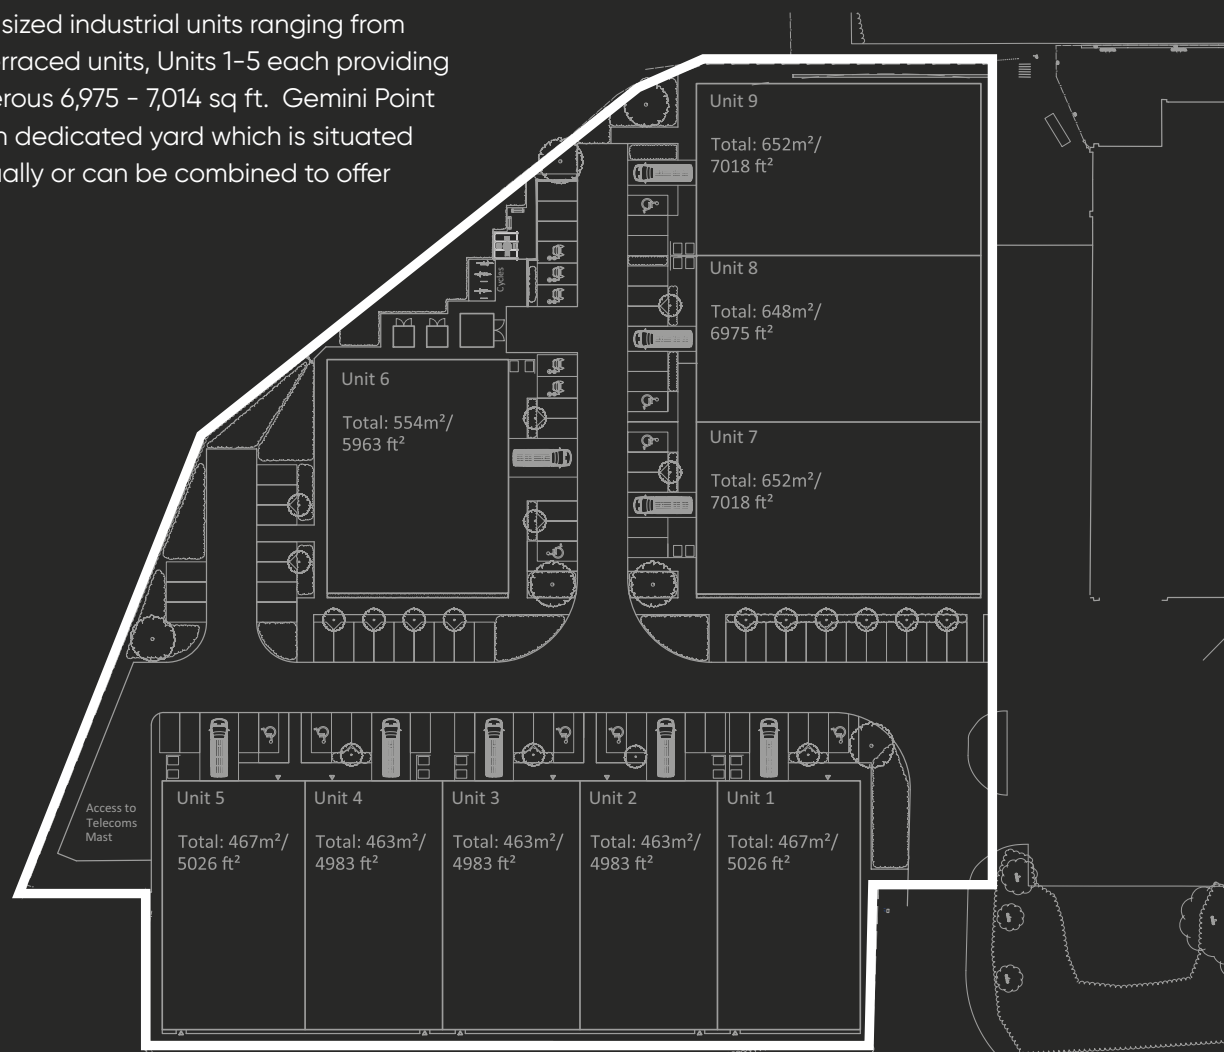 sized industrial units ranging from
rraced units, Units 1-5 each providing
erous 6,975 - 7,014 sq ft. Gemini Point
n dedicated yard which is situated
ually or can be combined to offer
Unit 9
Total: 652m²/
7018 ft²
Unit 8
Total: 648m²/
6975 ft²
Cycles
Unit 6
Total: 554m²/
5963 ft²
Unit 7
Total: 652m²/
7018 ft²
Access to
Telecoms
Mast
Unit 5
Total: 467m²/
5026 ft²
Unit 4
Total: 463m²/
4983 ft²
Unit 3
Total: 463m²/
4983 ft²
Unit 2
Total: 463m²/
4983 ft²
Unit 1
Total: 467m²/
5026 ft²